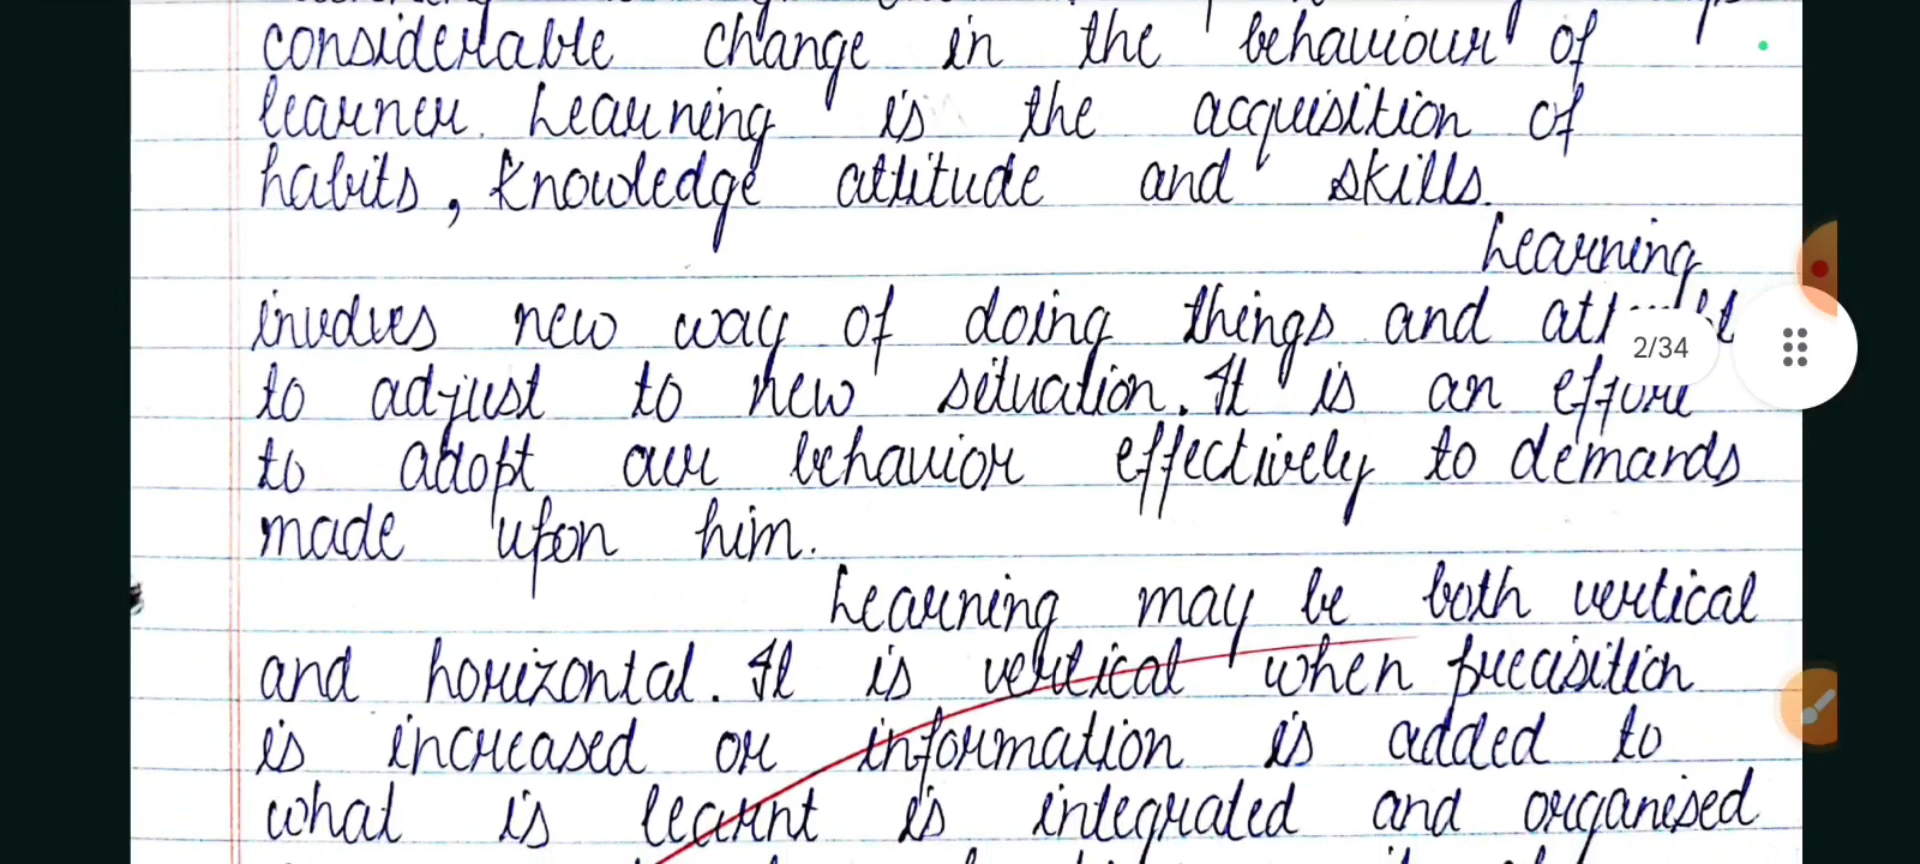 considerable change in the behaviour of
learner. Learning is the acquisition of
habits, knowledge attitude and skills.
Learning
involves new way of doing things and
2/34
to adjust to new situation. It is an
to adopt our behavior effectively to demands
made upon him.
Learning may be both vertical
and horizontal. It is vertical when precisition
is increased or information is added to
what is learnt is integrated and organised